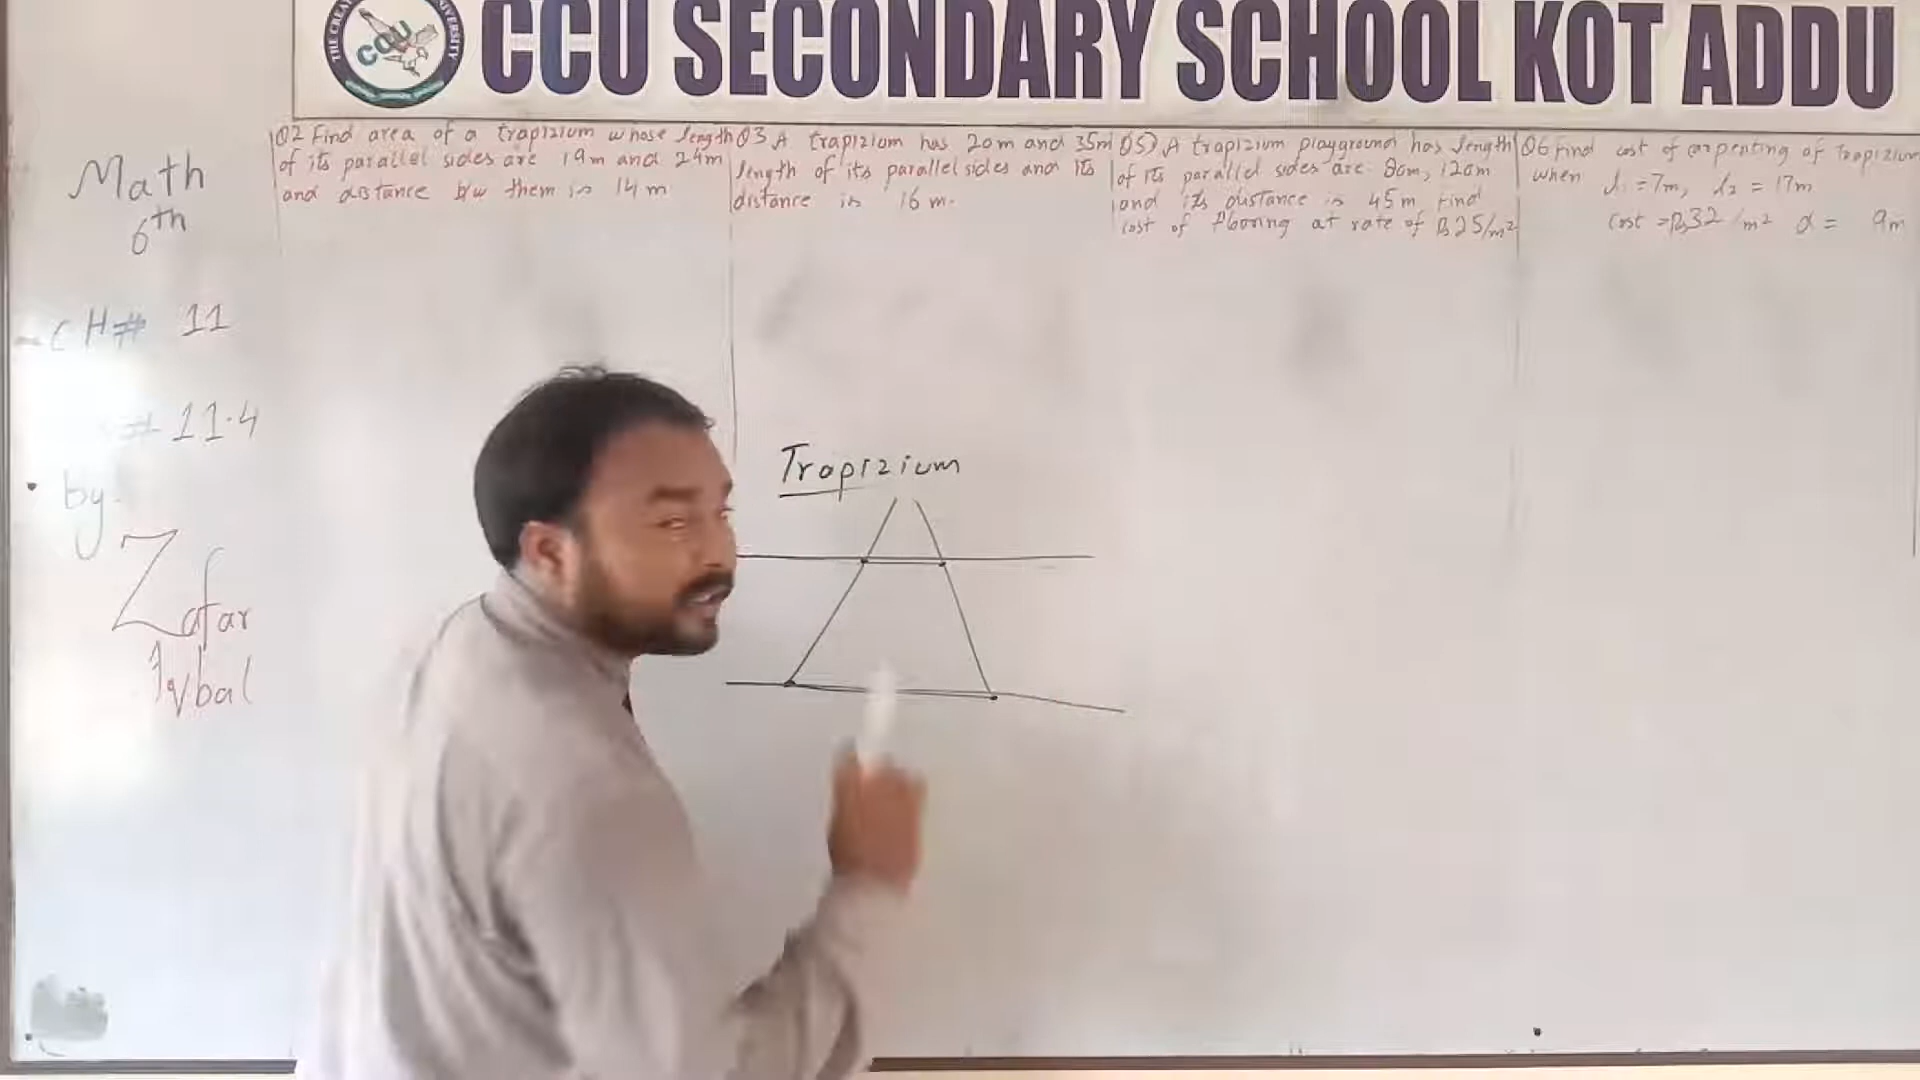 CCU SECONDARY SCHOOL KOT ADDU
CCU
Math
6th
CH# 11
# 11.4
by
Zafar
Iqbal
Q2 Find area of a trapizium whose length
of its parallel sides are 19m and 24m
and distance b/w them is 14 m
Q3 A trapizium has 20m and 35m
length of its parallel sides and its
distance is 16 m.
Q5) A trapizium playground has length
of its parallel sides are 80m, 120m
and its distance is 45m find
cost of flooring at rate of Rs25/m²
Q6 Find cost of carpenting of Trapizium
when l₁ = 7m, l₂ = 17m
cost = Rs32 /m² d = 9m
Trapizium